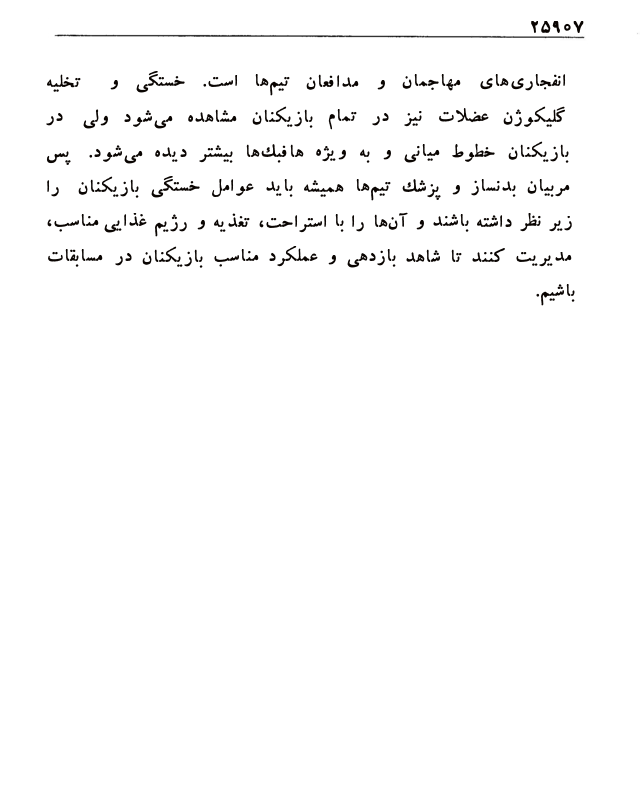 ۲۵۹۰۷
انفجاری‌های مهاجمان و مدافعان تیم‌ها است. خستگی و تخلیه
گلیکوژن عضلات نیز در تمام بازیکنان مشاهده می‌شود ولی در
بازیکنان خطوط میانی و به ویژه هافبك‌ها بیشتر دیده می‌شود. پس
مربیان بدنساز و پزشك تیم‌ها همیشه باید عوامل خستگی بازیکنان را
زیر نظر داشته باشند و آن‌ها را با استراحت، تغذیه و رژیم غذایی مناسب،
مدیریت کنند تا شاهد بازدهی و عملکرد مناسب بازیکنان در مسابقات
باشیم.